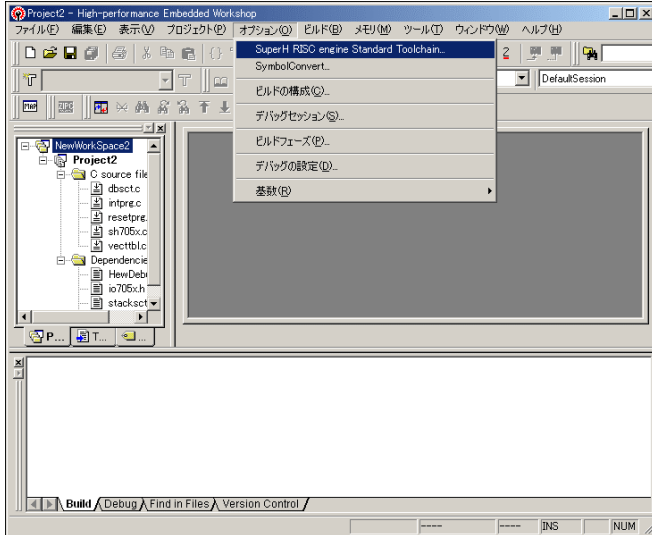 Project2 - High-performance Embedded Workshop
ファイル(F) 編集(E) 表示(V) プロジェクト(P) オプション(O) ビルド(B) メモリ(M) ツール(T) ウィンドウ(W) ヘルプ(H)
SuperH RISC engine Standard Toolchain...
SymbolConvert...
ビルドの構成(C)...
デバッグセッション(S)...
ビルドフェーズ(P)...
デバッグの設定(D)...
基数(R)
DefaultSession
MAP
NewWorkSpace2
Project2
C source file
dbsct.c
intprg.c
resetprg.
sh705x.c
vecttbl.c
Dependencie
HewDeb
io705x.h
stacksct
P... T... ...
Build Debug Find in Files Version Control
---- ---- INS NUM